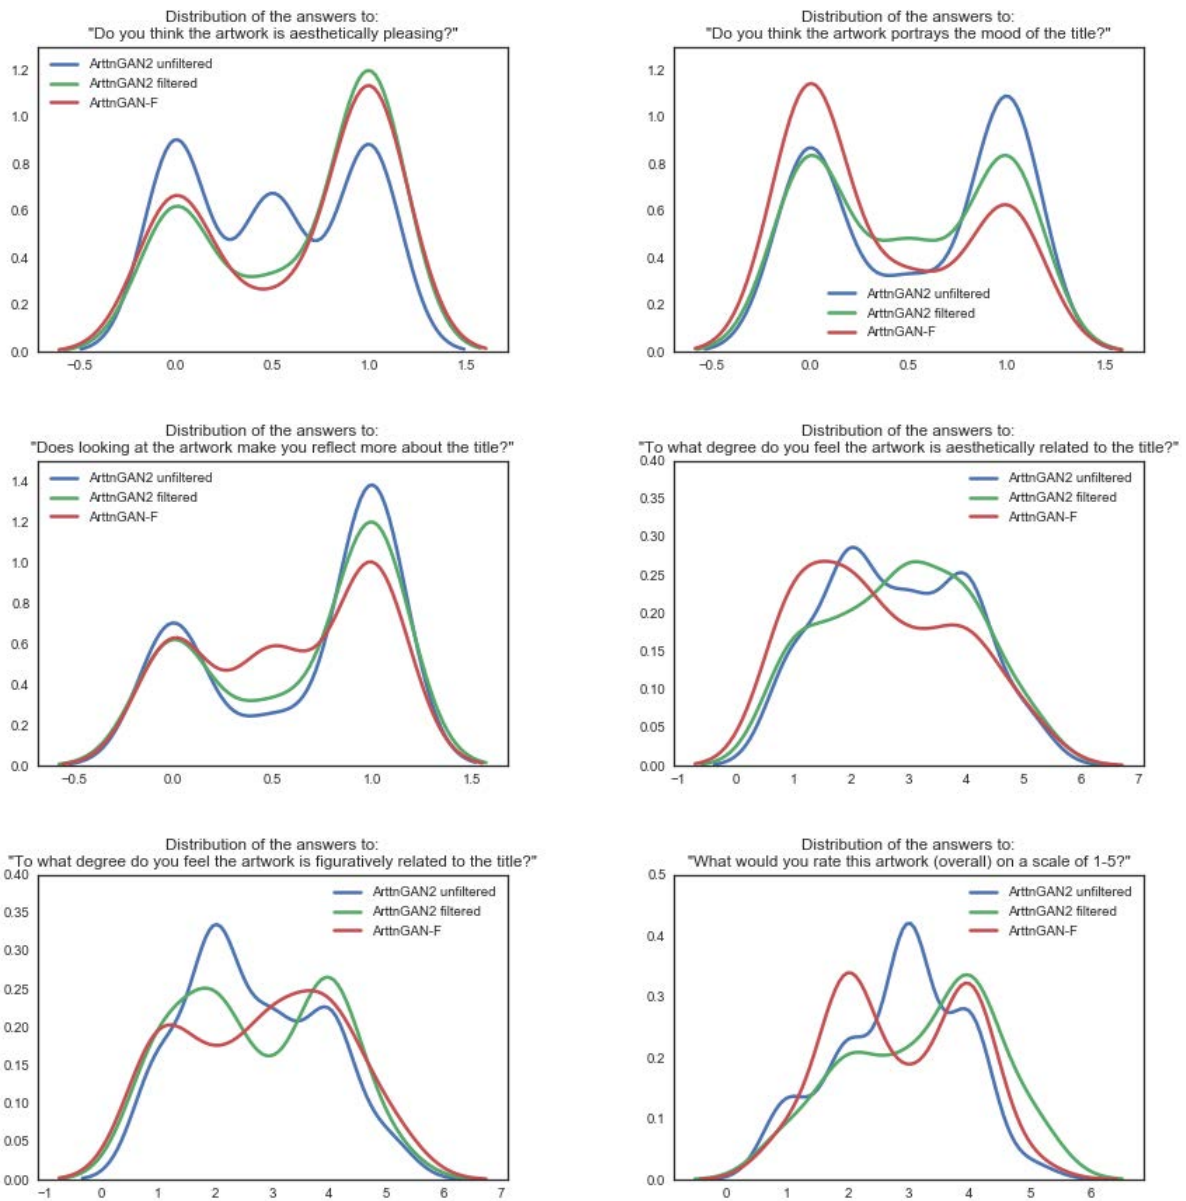 Distribution of the answers to:
"Do you think the artwork is aesthetically pleasing?"
ArttnGAN2 unfiltered
ArttnGAN2 filtered
ArttnGAN-F
1.2
1.0
0.8
0.6
0.4
0.2
0.0
−0.5 0.0 0.5 1.0 1.5
Distribution of the answers to:
"Do you think the artwork portrays the mood of the title?"
1.2
1.0
0.8
0.6
0.4
0.2
0.0
ArttnGAN2 unfiltered
ArttnGAN2 filtered
ArttnGAN-F
−0.5 0.0 0.5 1.0 1.5
Distribution of the answers to:
"Does looking at the artwork make you reflect more about the title?"
ArttnGAN2 unfiltered
ArttnGAN2 filtered
ArttnGAN-F
1.4
1.2
1.0
0.8
0.6
0.4
0.2
0.0
−0.5 0.0 0.5 1.0 1.5
Distribution of the answers to:
"To what degree do you feel the artwork is aesthetically related to the title?"
ArttnGAN2 unfiltered
ArttnGAN2 filtered
ArttnGAN-F
0.40
0.35
0.30
0.25
0.20
0.15
0.10
0.05
0.00
−1 0 1 2 3 4 5 6 7
Distribution of the answers to:
"To what degree do you feel the artwork is figuratively related to the title?"
ArttnGAN2 unfiltered
ArttnGAN2 filtered
ArttnGAN-F
0.40
0.35
0.30
0.25
0.20
0.15
0.10
0.05
0.00
−1 0 1 2 3 4 5 6 7
Distribution of the answers to:
"What would you rate this artwork (overall) on a scale of 1-5?"
ArttnGAN2 unfiltered
ArttnGAN2 filtered
ArttnGAN-F
0.5
0.4
0.3
0.2
0.1
0.0
0 1 2 3 4 5 6